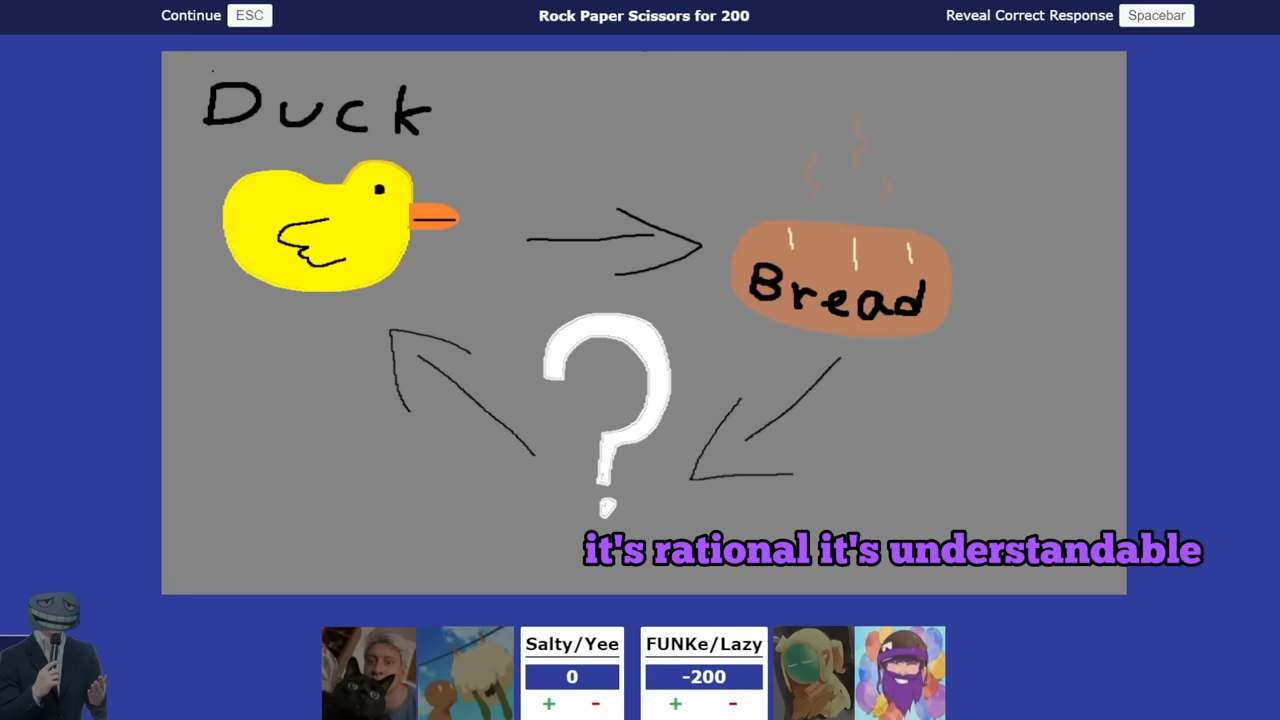 Continue ESC Rock Paper Scissors for 200 Reveal Correct Response Spacebar
Duck
Bread
?
it's rational it's understandable
Salty/Yee FUNKe/Lazy
0 -200
+ - + -